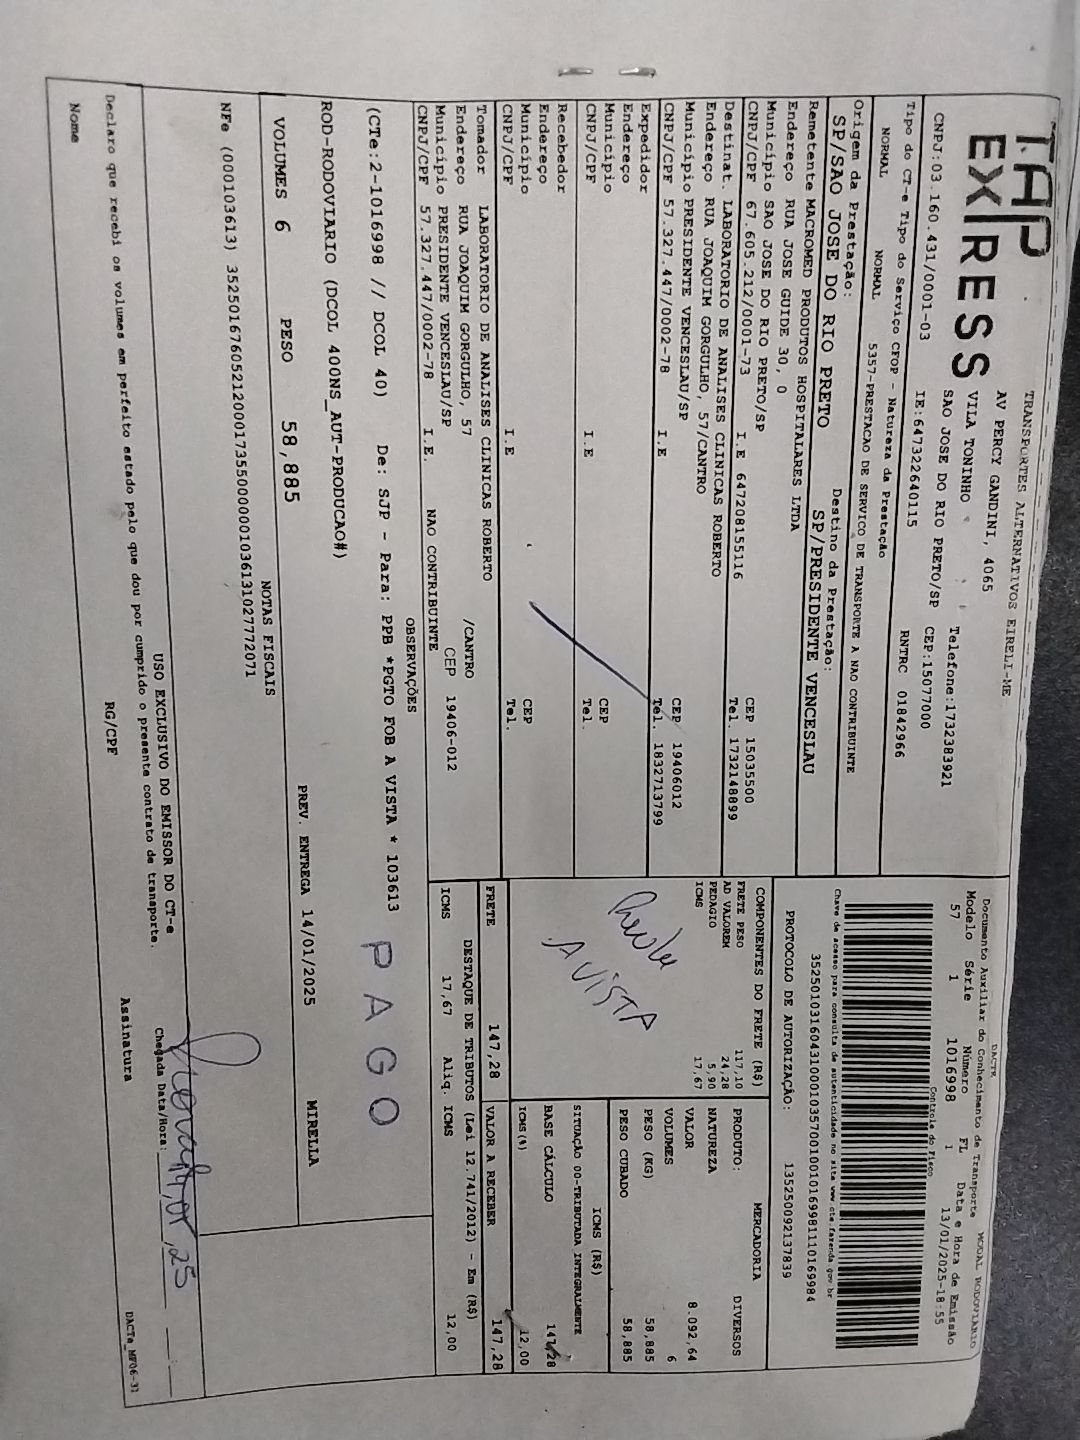 TAP EXPRESS
TRANSPORTES ALTERNATIVOS EIRELI-ME
AV PERCY GANDINI, 4065
VILA TONINHO Telefone:1732383921
SAO JOSE DO RIO PRETO/SP CEP:15077000
CNPJ:03.160.431/0001-03 IE:647322640115 RNTRC 01842966
Tipo do CT-e Tipo do Serviço CFOP - Natureza da Prestação
NORMAL NORMAL 5357-PRESTACAO DE SERVICO DE TRANSPORTE A NAO CONTRIBUINTE
Origem da Prestação: Destino da Prestação:
SP/SAO JOSE DO RIO PRETO SP/PRESIDENTE VENCESLAU
Remetente MACROMED PRODUTOS HOSPITALARES LTDA
Endereço RUA JOSE GUIDE 30, 0
Município SAO JOSE DO RIO PRETO/SP CEP 15035500
CNPJ/CPF 67.605.212/0001-73 I.E 647208155116 Tel. 1732148899
Destinat. LABORATORIO DE ANALISES CLINICAS ROBERTO
Endereço RUA JOAQUIM GORGULHO, 57/CANTRO
Município PRESIDENTE VENCESLAU/SP CEP 19406012
CNPJ/CPF 57.327.447/0002-78 I.E Tel. 1832713799
Expedidor
Endereço
Município CEP
CNPJ/CPF I.E Tel.
Recebedor
Endereço
Município CEP
CNPJ/CPF I.E Tel.
Tomador LABORATORIO DE ANALISES CLINICAS ROBERTO
Endereço RUA JOAQUIM GORGULHO, 57 /CANTRO
Município PRESIDENTE VENCESLAU/SP CEP 19406-012
CNPJ/CPF 57.327.447/0002-78 I.E. NAO CONTRIBUINTE
DACTE MODAL RODOVIARIO
Documento Auxiliar do Conhecimento de Transporte
Modelo Série Número FL Data e Hora de Emissão
57 1 1016998 1 13/01/2025-18:55
Controle do Fisco
Chave de acesso para consulta de autenticidade no site www.cte.fazenda.gov.br
35250103160431000103570010010169981110169984
PROTOCOLO DE AUTORIZAÇÃO: 135250092137839
COMPONENTES DO FRETE (R$)
FRETE PESO 117,10
AD VALOREM 24,28
PEDAGIO 5,90
ICMS 17,67
A VISTA
MERCADORIA
PRODUTO: DIVERSOS
NATUREZA
VALOR 8.092,64
VOLUMES 6
PESO (KG) 58,885
PESO CUBADO 58,885
ICMS (R$)
SITUAÇÃO 00-TRIBUTADA INTEGRALMENTE
BASE CÁLCULO 147,28
ICMS (%) 12,00
FRETE 147,28 VALOR A RECEBER 147,28
DESTAQUE DE TRIBUTOS (Lei 12.741/2012) - Em (R$)
ICMS 17,67 Aliq. ICMS 12,00
OBSERVAÇÕES
(CTe:2-1016998 // DCOL 40) De: SJP - Para: PPB *PGTO FOB A VISTA * 103613
PAGO
ROD-RODOVIARIO (DCOL 400NS_AUT-PRODUCAO#)
PREV. ENTREGA 14/01/2025 MIRELLA
VOLUMES 6 PESO 58,885
NOTAS FISCAIS
NFe (000103613) 35250167605212000173550000001036131027772071
USO EXCLUSIVO DO EMISSOR DO CT-e
Declaro que recebi os volumes em perfeito estado pelo que dou por cumprido o presente contrato de transporte.
Chegada Data/Hora:
Nome RG/CPF Assinatura
DACTe_MF06-31